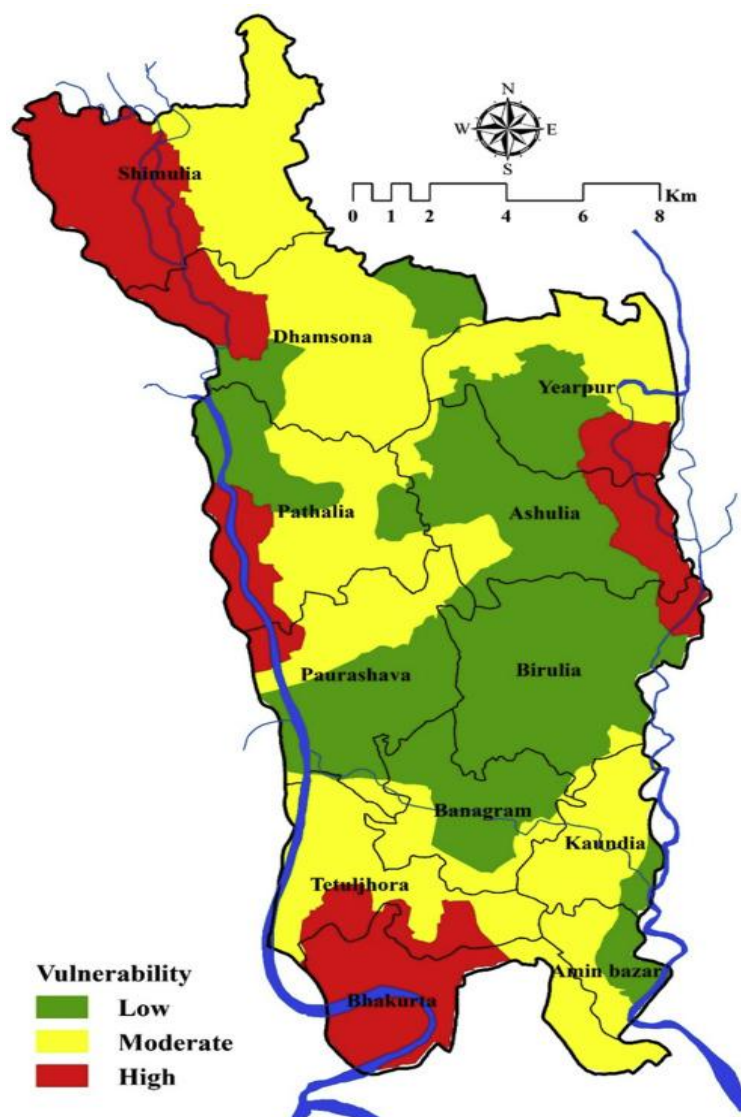 N
W E
S
Km
0 1 2 4 6 8
Shimulia
Dhamsona
Yearpur
Pathalia
Ashulia
Paurashava
Birulia
Banagram
Kaundia
Tetuljhora
Amin bazar
Bhakurta
Vulnerability
Low
Moderate
High